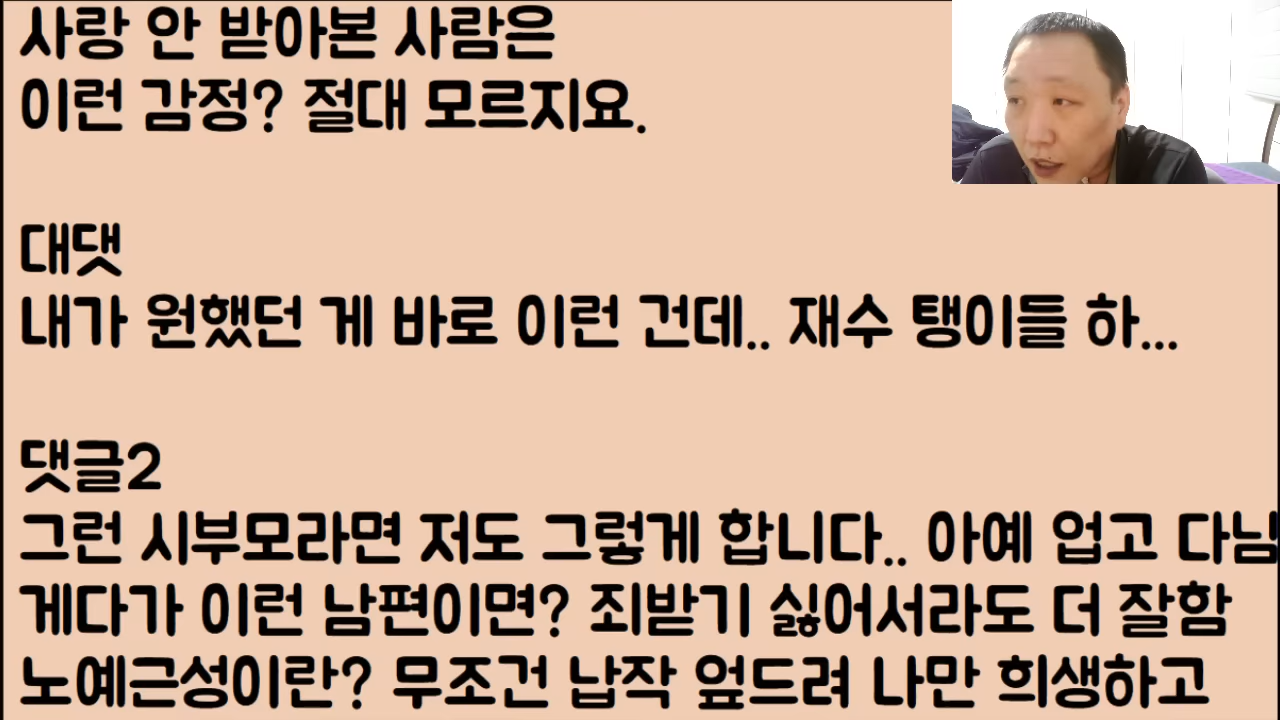 사랑 안 받아본 사람은
이런 감정? 절대 모르지요.
대댓
내가 원했던 게 바로 이런 건데.. 재수 탱이들 하...
댓글2
그런 시부모라면 저도 그렇게 합니다.. 아예 업고 다님
게다가 이런 남편이면? 죄받기 싫어서라도 더 잘함
노예근성이란? 무조건 납작 엎드려 나만 희생하고